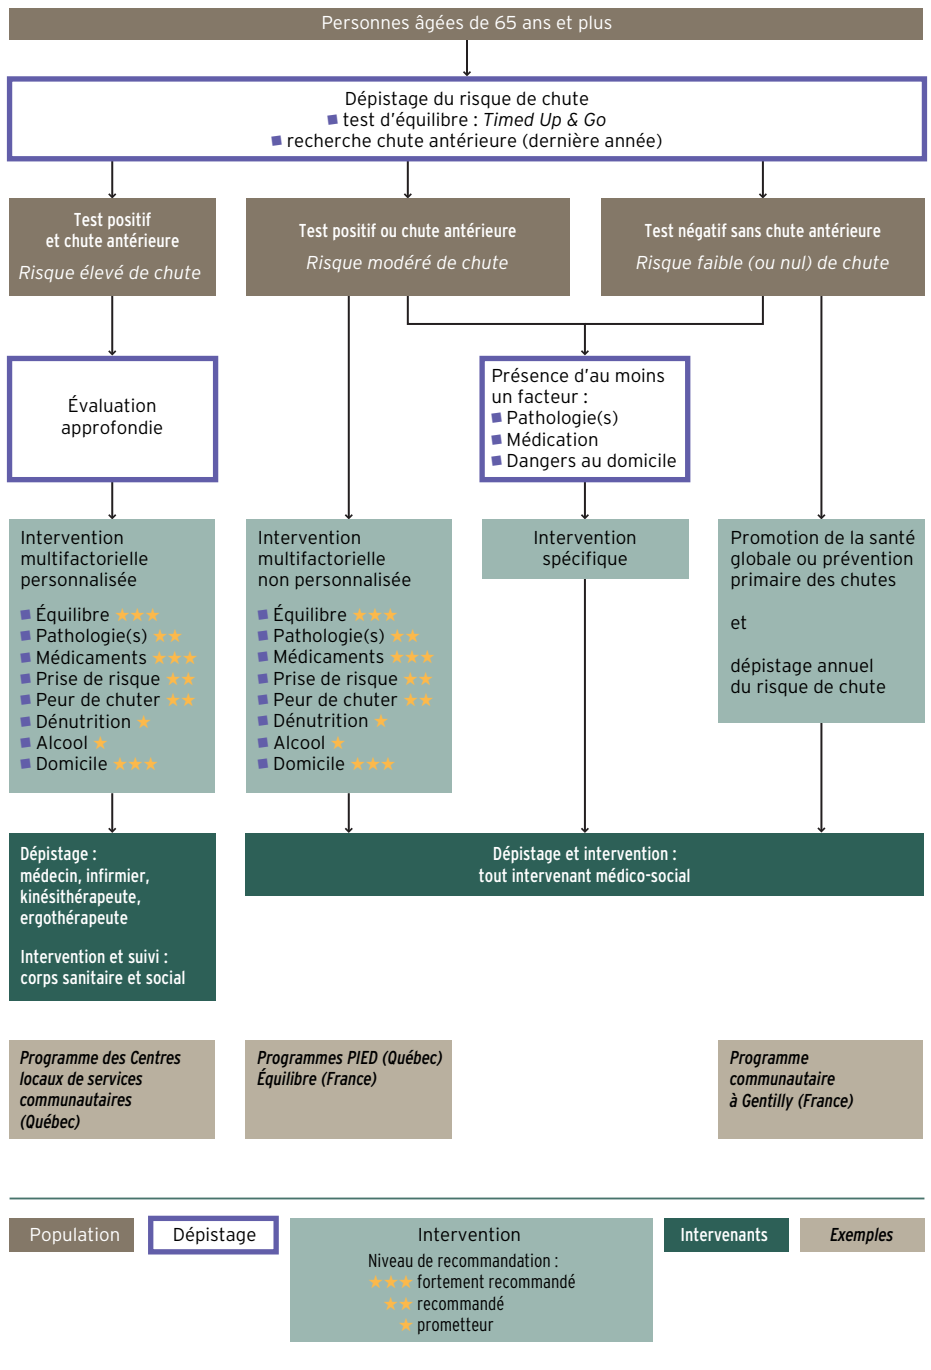 Personnes âgées de 65 ans et plus
Dépistage du risque de chute
test d'équilibre : Timed Up & Go
recherche chute antérieure (dernière année)
Test positif
et chute antérieure
Risque élevé de chute
Test positif ou chute antérieure
Risque modéré de chute
Test négatif sans chute antérieure
Risque faible (ou nul) de chute
Évaluation
approfondie
Présence d'au moins
un facteur :
Pathologie(s)
Médication
Dangers au domicile
Intervention
multifactorielle
personnalisée
Équilibre ★★★
Pathologie(s) ★★
Médicaments ★★★
Prise de risque ★★
Peur de chuter ★★
Dénutrition ★
Alcool ★
Domicile ★★★
Intervention
multifactorielle
non personnalisée
Équilibre ★★★
Pathologie(s) ★★
Médicaments ★★★
Prise de risque ★★
Peur de chuter ★★
Dénutrition ★
Alcool ★
Domicile ★★★
Intervention
spécifique
Promotion de la santé
globale ou prévention
primaire des chutes
et
dépistage annuel
du risque de chute
Dépistage :
médecin, infirmier,
kinésithérapeute,
ergothérapeute
Intervention et suivi :
corps sanitaire et social
Dépistage et intervention :
tout intervenant médico-social
Programme des Centres
locaux de services
communautaires
(Québec)
Programmes PIED (Québec)
Équilibre (France)
Programme
communautaire
à Gentilly (France)
Population
Dépistage
Intervention
Niveau de recommandation :
★★★ fortement recommandé
★★ recommandé
★ prometteur
Intervenants
Exemples